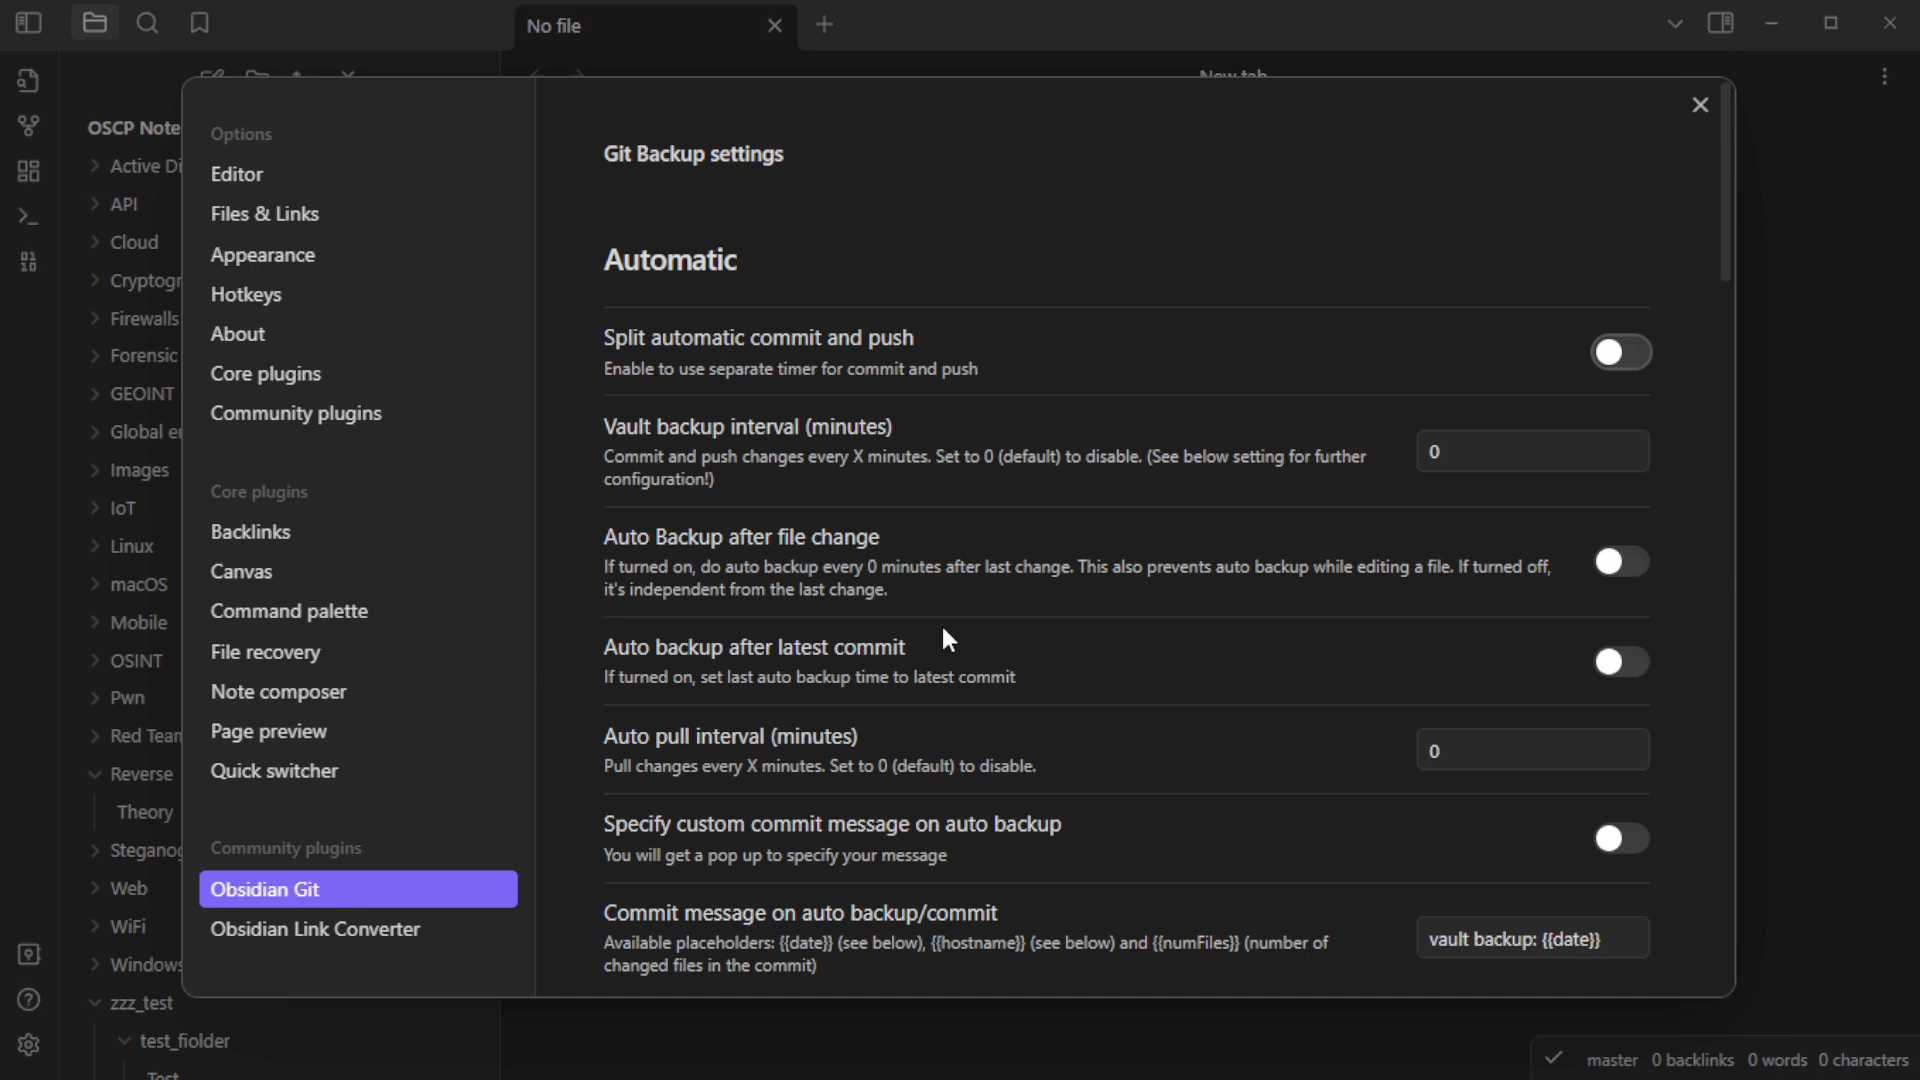 No file
New tab
OSCP Note
Active Di
API
Cloud
Cryptogr
Firewalls
Forensic
GEOINT
Global e
Images
IoT
Linux
macOS
Mobile
OSINT
Pwn
Red Tean
Reverse
Theory
Stegano
Web
WiFi
Windows
zzz_test
test_fiolder
Test
Options
Editor
Files & Links
Appearance
Hotkeys
About
Core plugins
Community plugins
Core plugins
Backlinks
Canvas
Command palette
File recovery
Note composer
Page preview
Quick switcher
Community plugins
Obsidian Git
Obsidian Link Converter
Git Backup settings
Automatic
Split automatic commit and push
Enable to use separate timer for commit and push
Vault backup interval (minutes)
Commit and push changes every X minutes. Set to 0 (default) to disable. (See below setting for further
configuration!)
0
Auto Backup after file change
If turned on, do auto backup every 0 minutes after last change. This also prevents auto backup while editing a file. If turned off,
it's independent from the last change.
Auto backup after latest commit
If turned on, set last auto backup time to latest commit
Auto pull interval (minutes)
Pull changes every X minutes. Set to 0 (default) to disable.
0
Specify custom commit message on auto backup
You will get a pop up to specify your message
Commit message on auto backup/commit
Available placeholders: {{date}} (see below), {{hostname}} (see below) and {{numFiles}} (number of
changed files in the commit)
vault backup: {{date}}
master 0 backlinks 0 words 0 characters